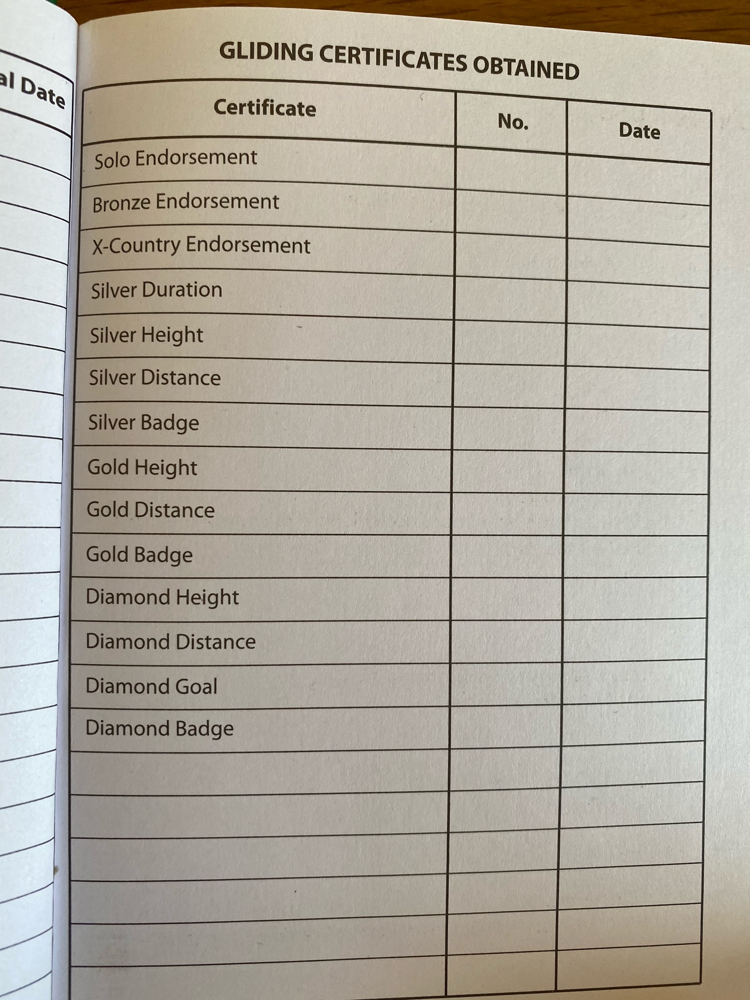 al Date
GLIDING CERTIFICATES OBTAINED
Certificate No. Date
Solo Endorsement
Bronze Endorsement
X-Country Endorsement
Silver Duration
Silver Height
Silver Distance
Silver Badge
Gold Height
Gold Distance
Gold Badge
Diamond Height
Diamond Distance
Diamond Goal
Diamond Badge